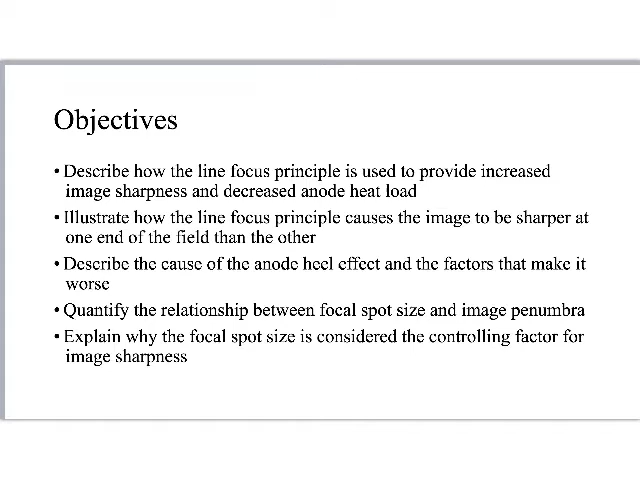 Objectives
• Describe how the line focus principle is used to provide increased
image sharpness and decreased anode heat load
• Illustrate how the line focus principle causes the image to be sharper at
one end of the field than the other
• Describe the cause of the anode heel effect and the factors that make it
worse
• Quantify the relationship between focal spot size and image penumbra
• Explain why the focal spot size is considered the controlling factor for
image sharpness